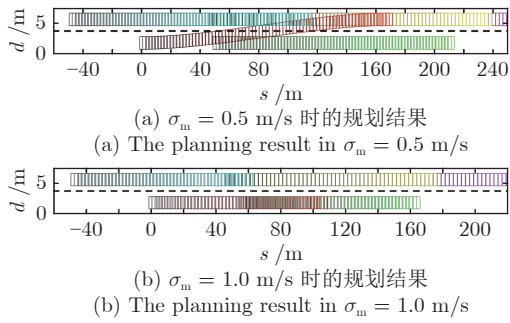 d /m
5
0
−40 0 40 80 120 160 200 240
s /m
(a) σm = 0.5 m/s 时的规划结果
(a) The planning result in σm = 0.5 m/s
d /m
5
0
−40 0 40 80 120 160 200
s /m
(b) σm = 1.0 m/s 时的规划结果
(b) The planning result in σm = 1.0 m/s